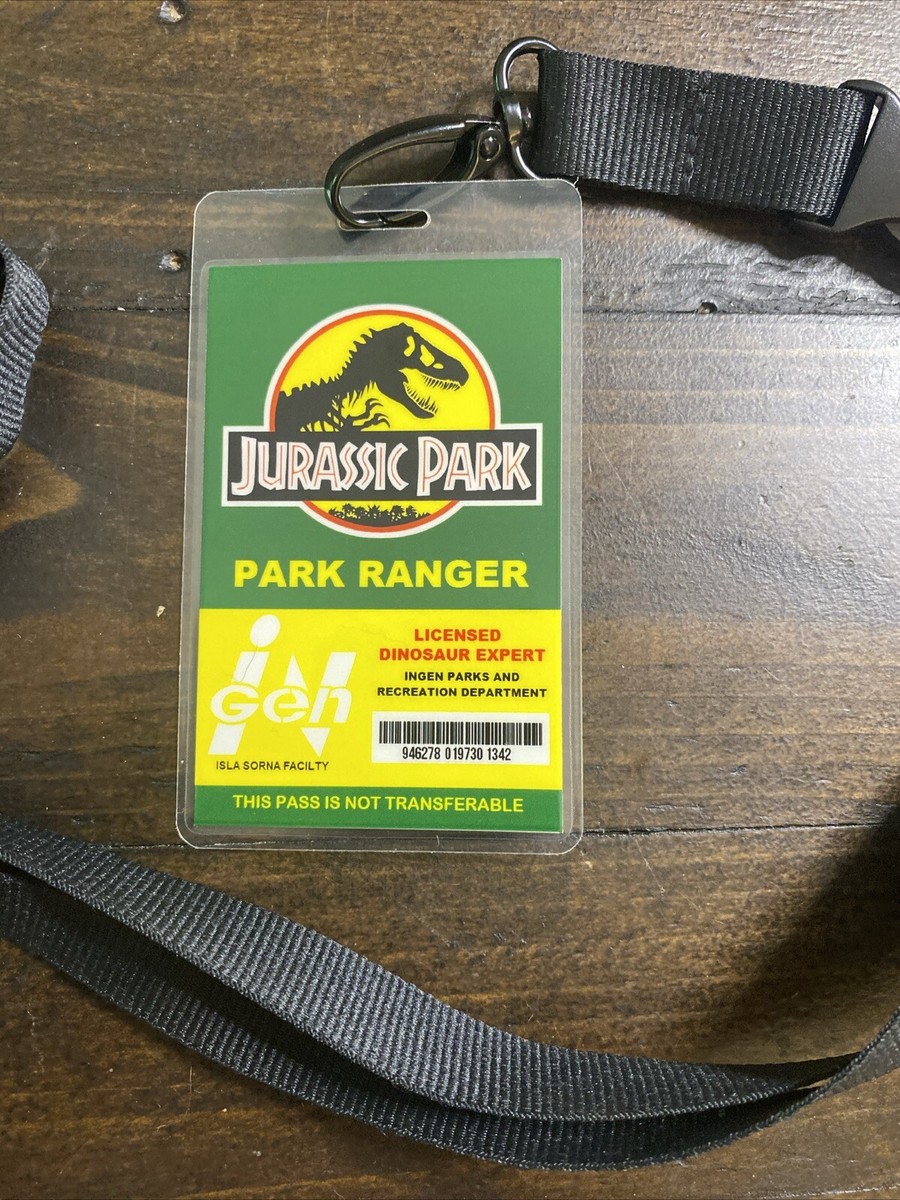 JURASSIC PARK
PARK RANGER
inGen
ISLA SORNA FACILTY
LICENSED
DINOSAUR EXPERT
INGEN PARKS AND
RECREATION DEPARTMENT
946278 019730 1342
THIS PASS IS NOT TRANSFERABLE